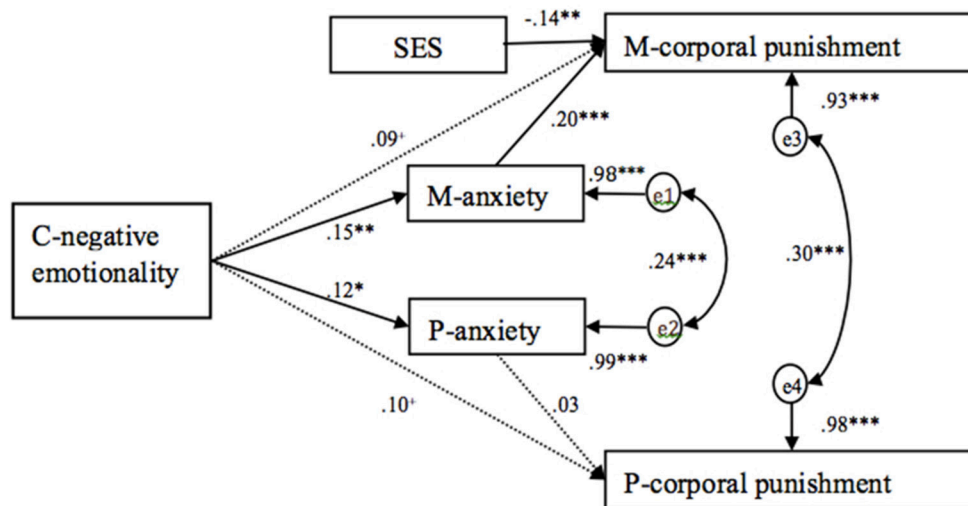 -.14**
SES
M-corporal punishment
.93***
.09⁺
.20***
e3
.98***
M-anxiety
e1
C-negative
emotionality
.15**
.24***
.30***
.12*
P-anxiety
e2
.99***
.10⁺
.03
e4
.98***
P-corporal punishment